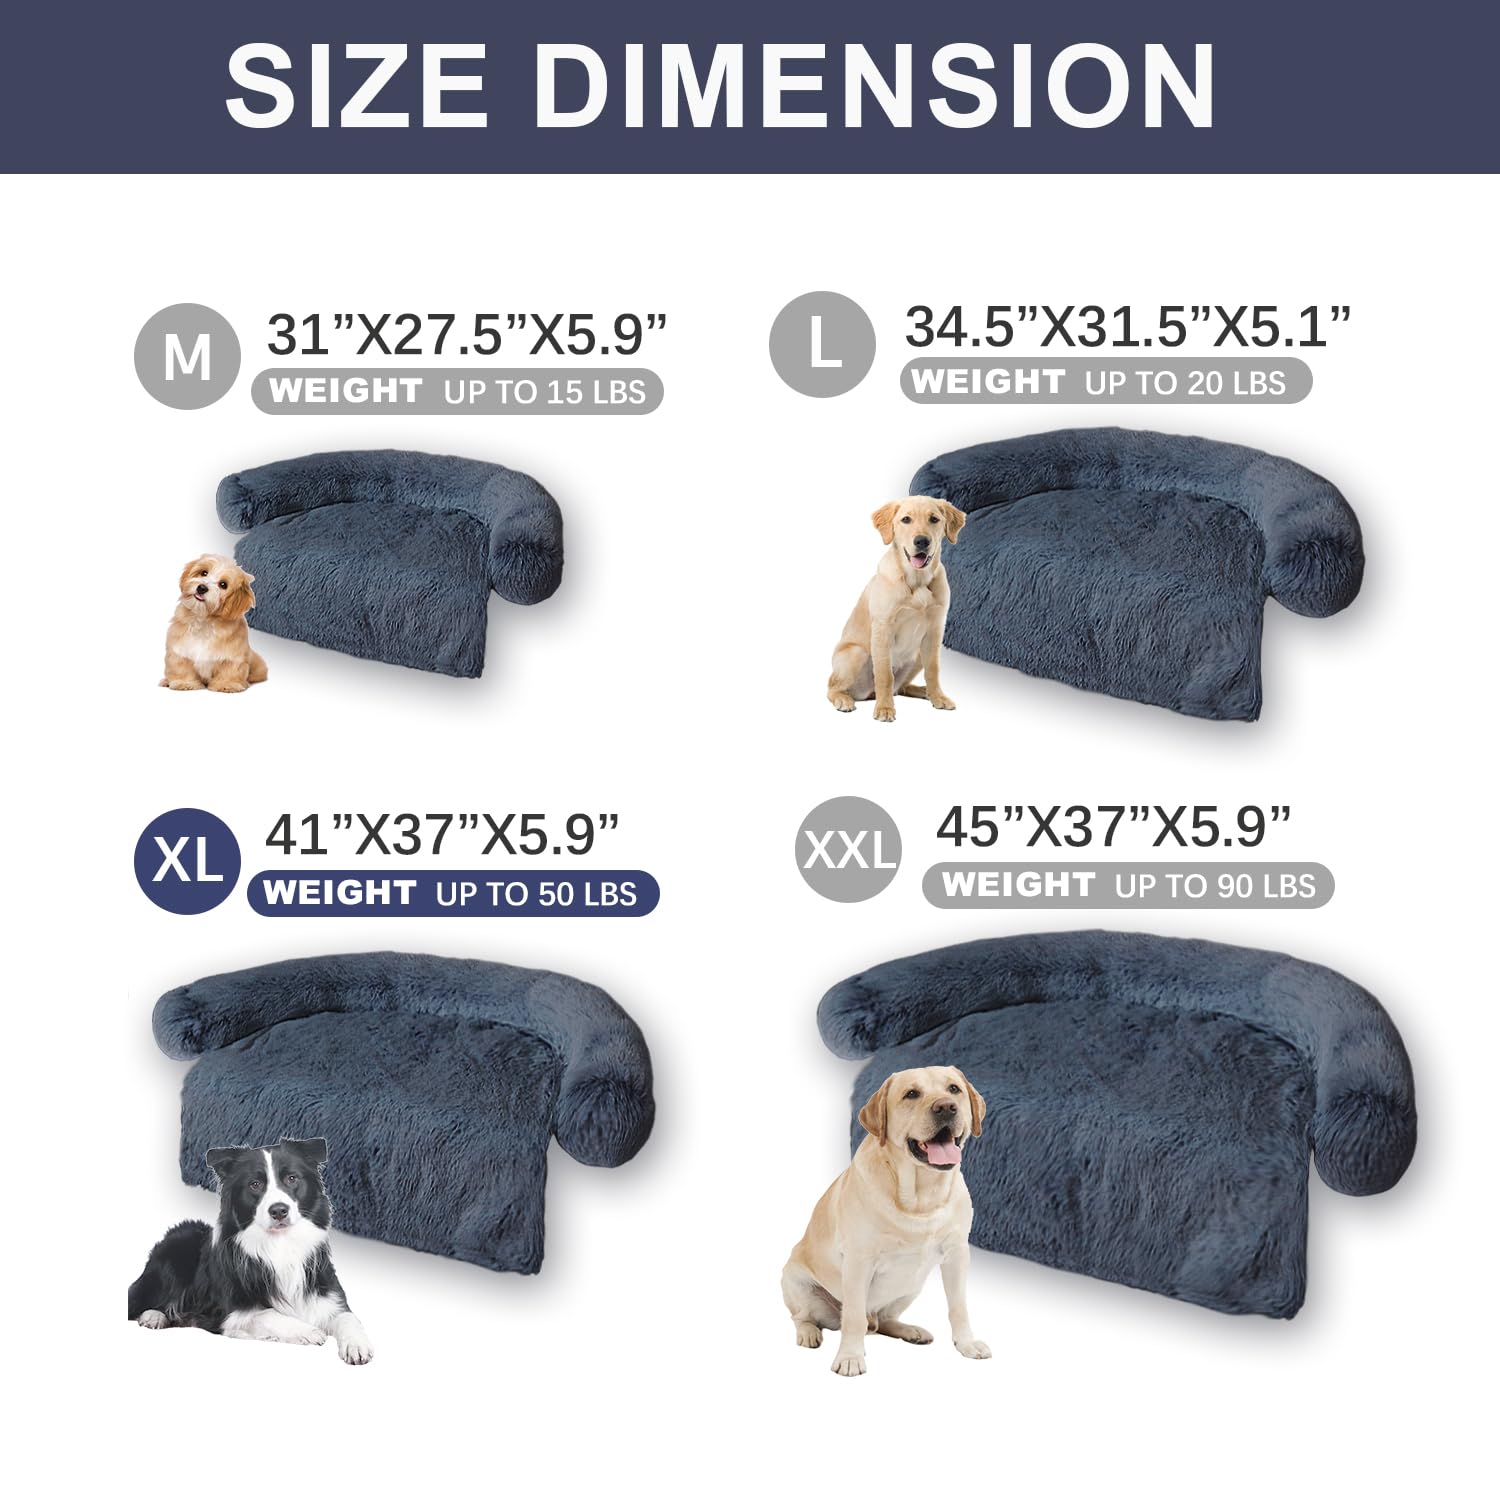 SIZE DIMENSION
M
31”X27.5”X5.9”
WEIGHT UP TO 15 LBS
L
34.5”X31.5”X5.1”
WEIGHT UP TO 20 LBS
XL
41”X37”X5.9”
WEIGHT UP TO 50 LBS
XXL
45”X37”X5.9”
WEIGHT UP TO 90 LBS